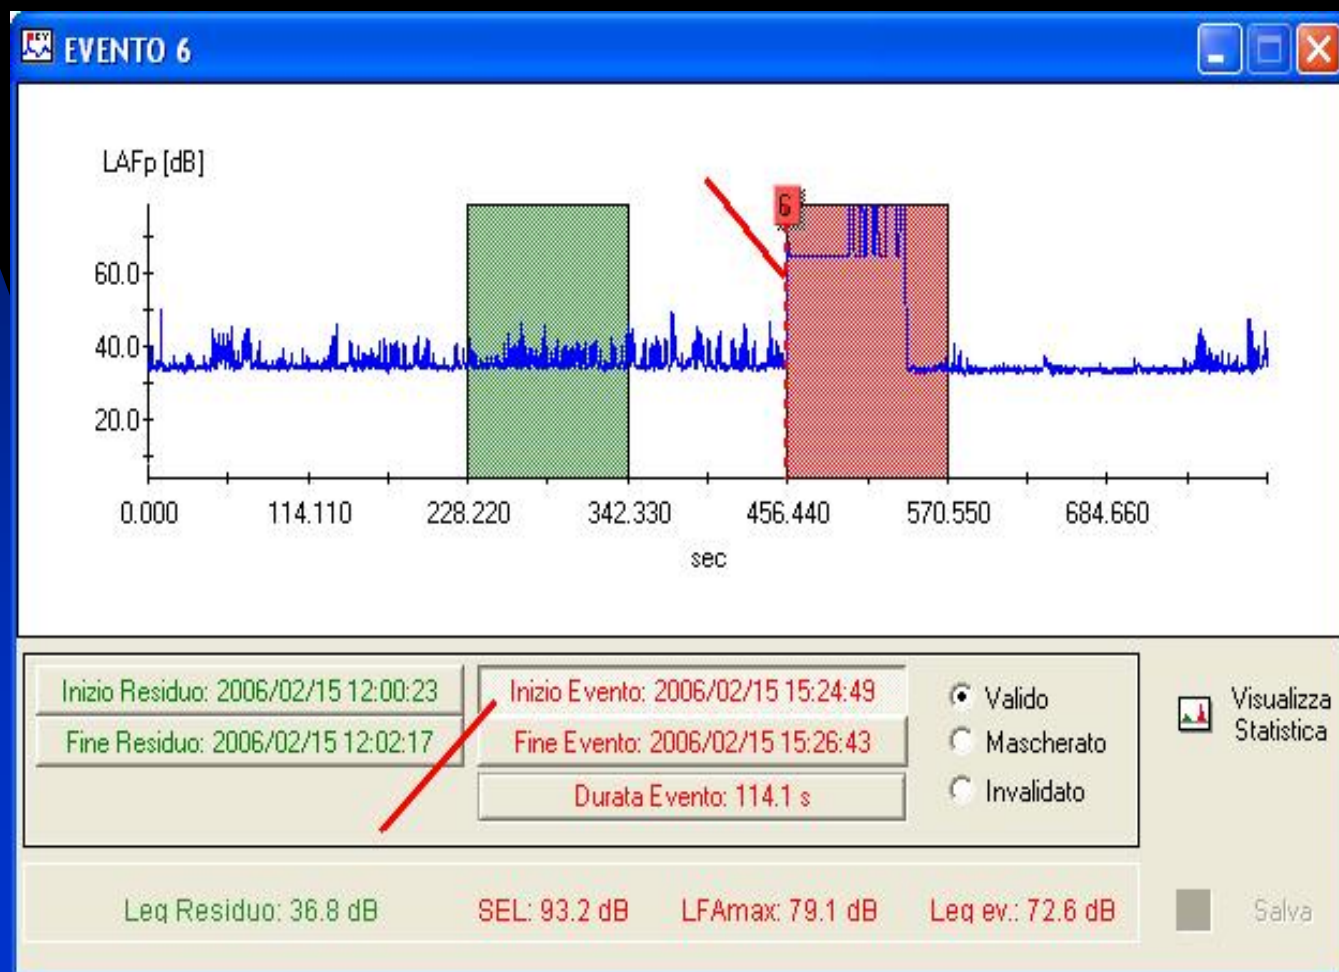 EVENTO 6
LAFp [dB]
6
60.0
40.0
20.0
0.000 114.110 228.220 342.330 456.440 570.550 684.660
sec
Inizio Residuo: 2006/02/15 12:00:23
Fine Residuo: 2006/02/15 12:02:17
Inizio Evento: 2006/02/15 15:24:49
Fine Evento: 2006/02/15 15:26:43
Durata Evento: 114.1 s
Valido
Mascherato
Invalidato
Visualizza
Statistica
Leq Residuo: 36.8 dB SEL: 93.2 dB LFAmax: 79.1 dB Leq ev.: 72.6 dB
Salva